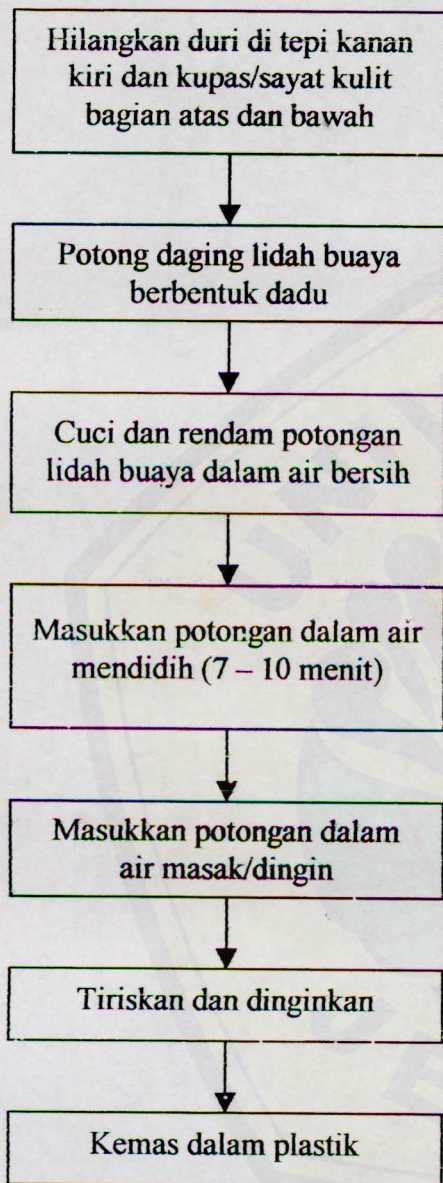 Hilangkan duri di tepi kanan
kiri dan kupas/sayat kulit
bagian atas dan bawah
Potong daging lidah buaya
berbentuk dadu
Cuci dan rendam potongan
lidah buaya dalam air bersih
Masukkan potongan dalam air
mendidih (7 – 10 menit)
Masukkan potongan dalam
air masak/dingin
Tiriskan dan dinginkan
Kemas dalam plastik